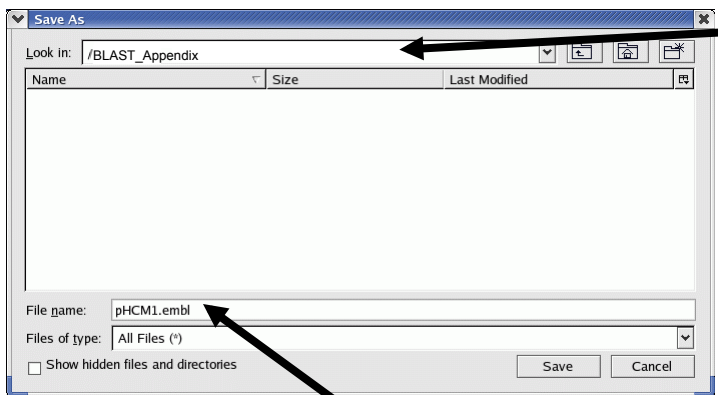 Save As
Look in: /BLAST_Appendix
Name Size Last Modified
File name: pHCM1.embl
Files of type: All Files (*)
Show hidden files and directories Save Cancel